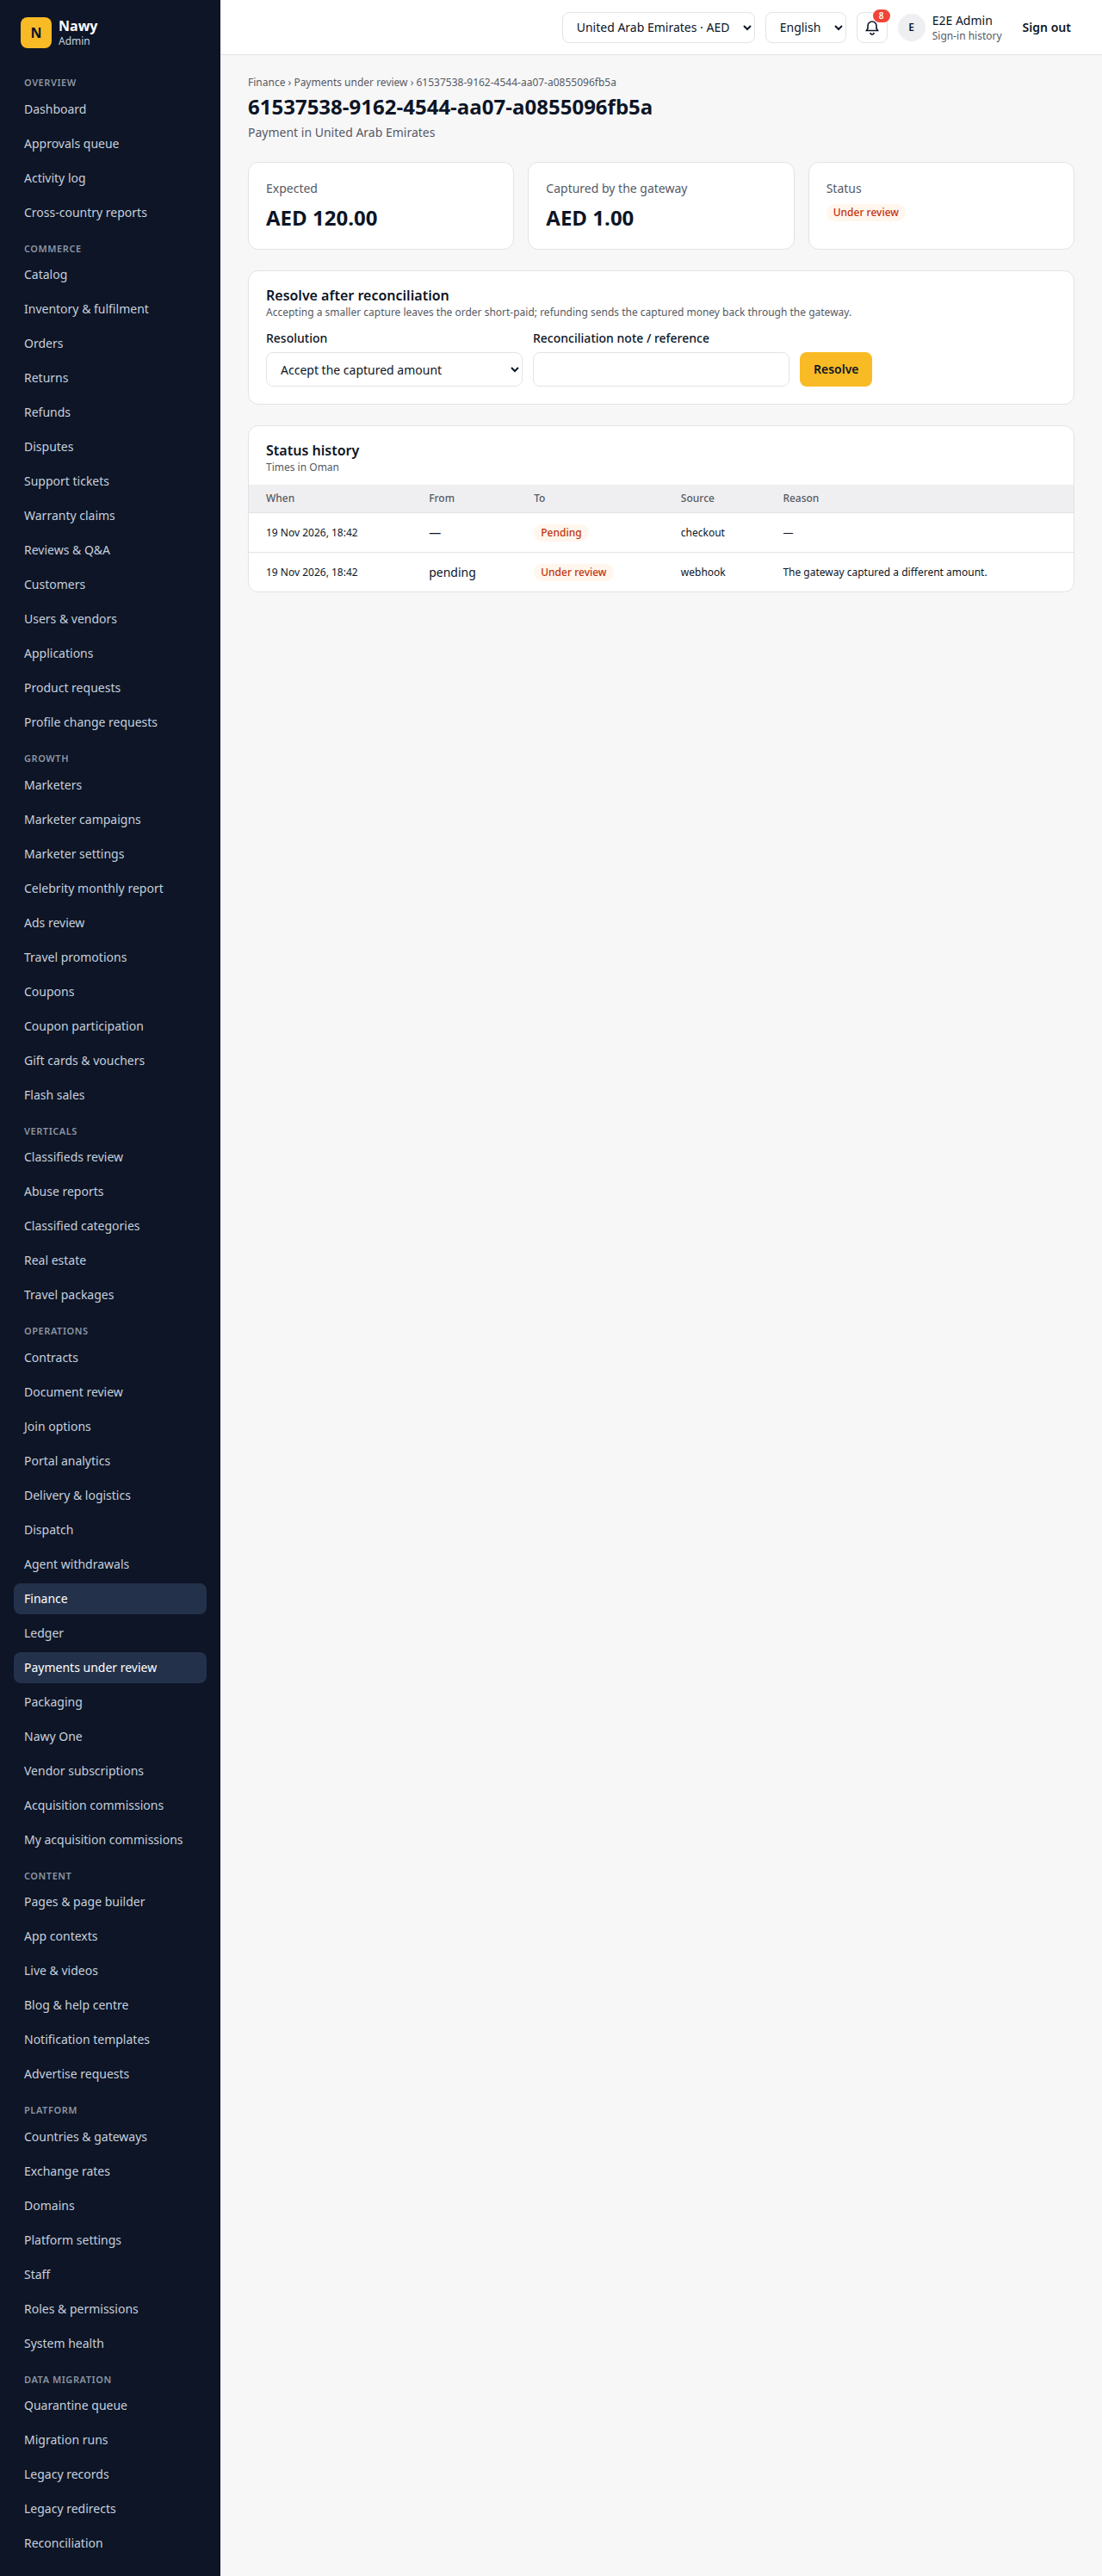 N
Nawy
Admin
OVERVIEW
Dashboard
Approvals queue
Activity log
Cross-country reports
COMMERCE
Catalog
Inventory & fulfilment
Orders
Returns
Refunds
Disputes
Support tickets
Warranty claims
Reviews & Q&A
Customers
Users & vendors
Applications
Product requests
Profile change requests
GROWTH
Marketers
Marketer campaigns
Marketer settings
Celebrity monthly report
Ads review
Travel promotions
Coupons
Coupon participation
Gift cards & vouchers
Flash sales
VERTICALS
Classifieds review
Abuse reports
Classified categories
Real estate
Travel packages
OPERATIONS
Contracts
Document review
Join options
Portal analytics
Delivery & logistics
Dispatch
Agent withdrawals
Finance
Ledger
Payments under review
Packaging
Nawy One
Vendor subscriptions
Acquisition commissions
My acquisition commissions
CONTENT
Pages & page builder
App contexts
Live & videos
Blog & help centre
Notification templates
Advertise requests
PLATFORM
Countries & gateways
Exchange rates
Domains
Platform settings
Staff
Roles & permissions
System health
DATA MIGRATION
Quarantine queue
Migration runs
Legacy records
Legacy redirects
Reconciliation
United Arab Emirates · AED
English
8
E
E2E Admin
Sign-in history
Sign out
Finance › Payments under review › 61537538-9162-4544-aa07-a0855096fb5a
61537538-9162-4544-aa07-a0855096fb5a
Payment in United Arab Emirates
Expected
AED 120.00
Captured by the gateway
AED 1.00
Status
Under review
Resolve after reconciliation
Accepting a smaller capture leaves the order short-paid; refunding sends the captured money back through the gateway.
Resolution
Accept the captured amount
Reconciliation note / reference
Resolve
Status history
Times in Oman
When From To Source Reason
19 Nov 2026, 18:42 — Pending checkout —
19 Nov 2026, 18:42 pending Under review webhook The gateway captured a different amount.